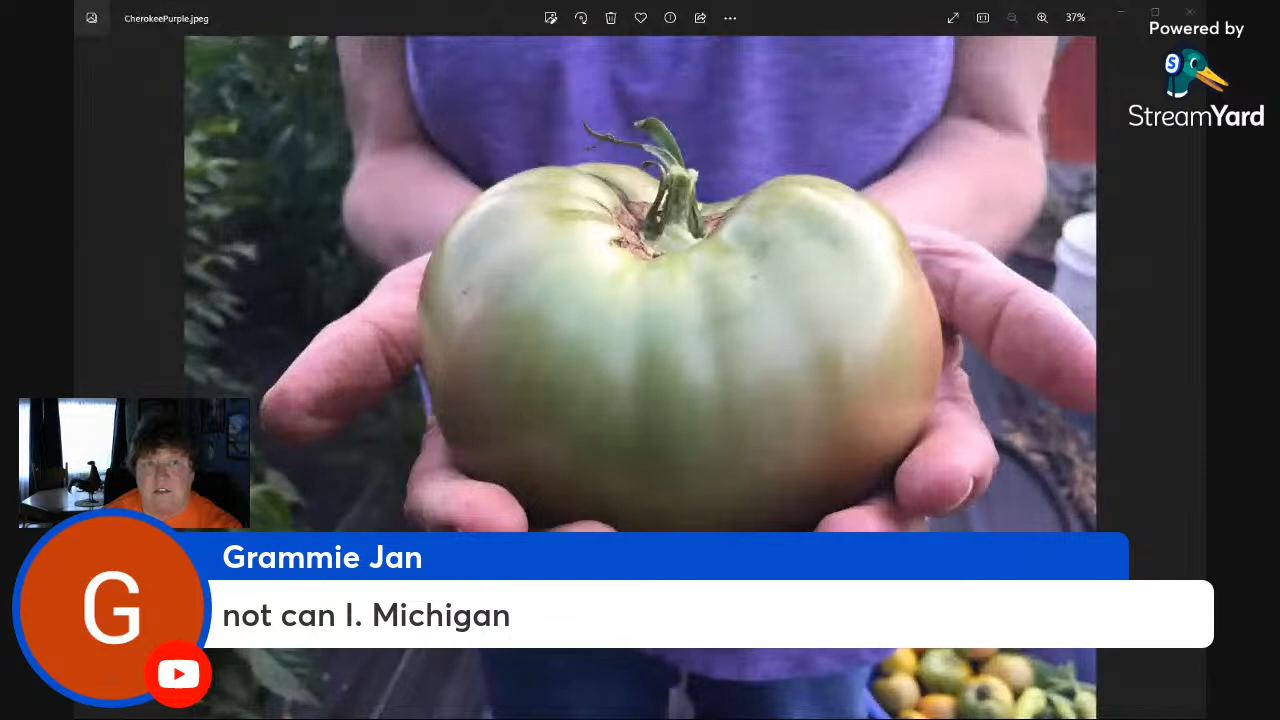 CherokeePurple.jpeg
37%
Powered by
S
StreamYard
Grammie Jan
G
not can I. Michigan